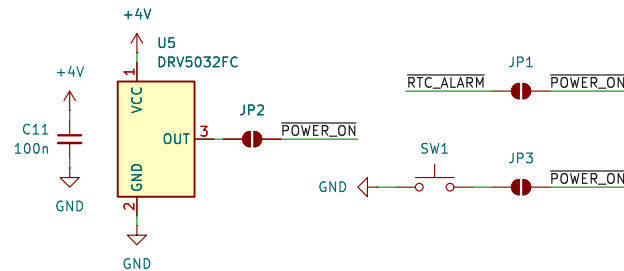 +4V
U5
DRV5032FC
+4V
1
VCC
C11
100n
OUT
3
JP2
POWER_ON
GND
2
GND
GND
JP1
RTC_ALARM
POWER_ON
SW1
JP3
GND
POWER_ON